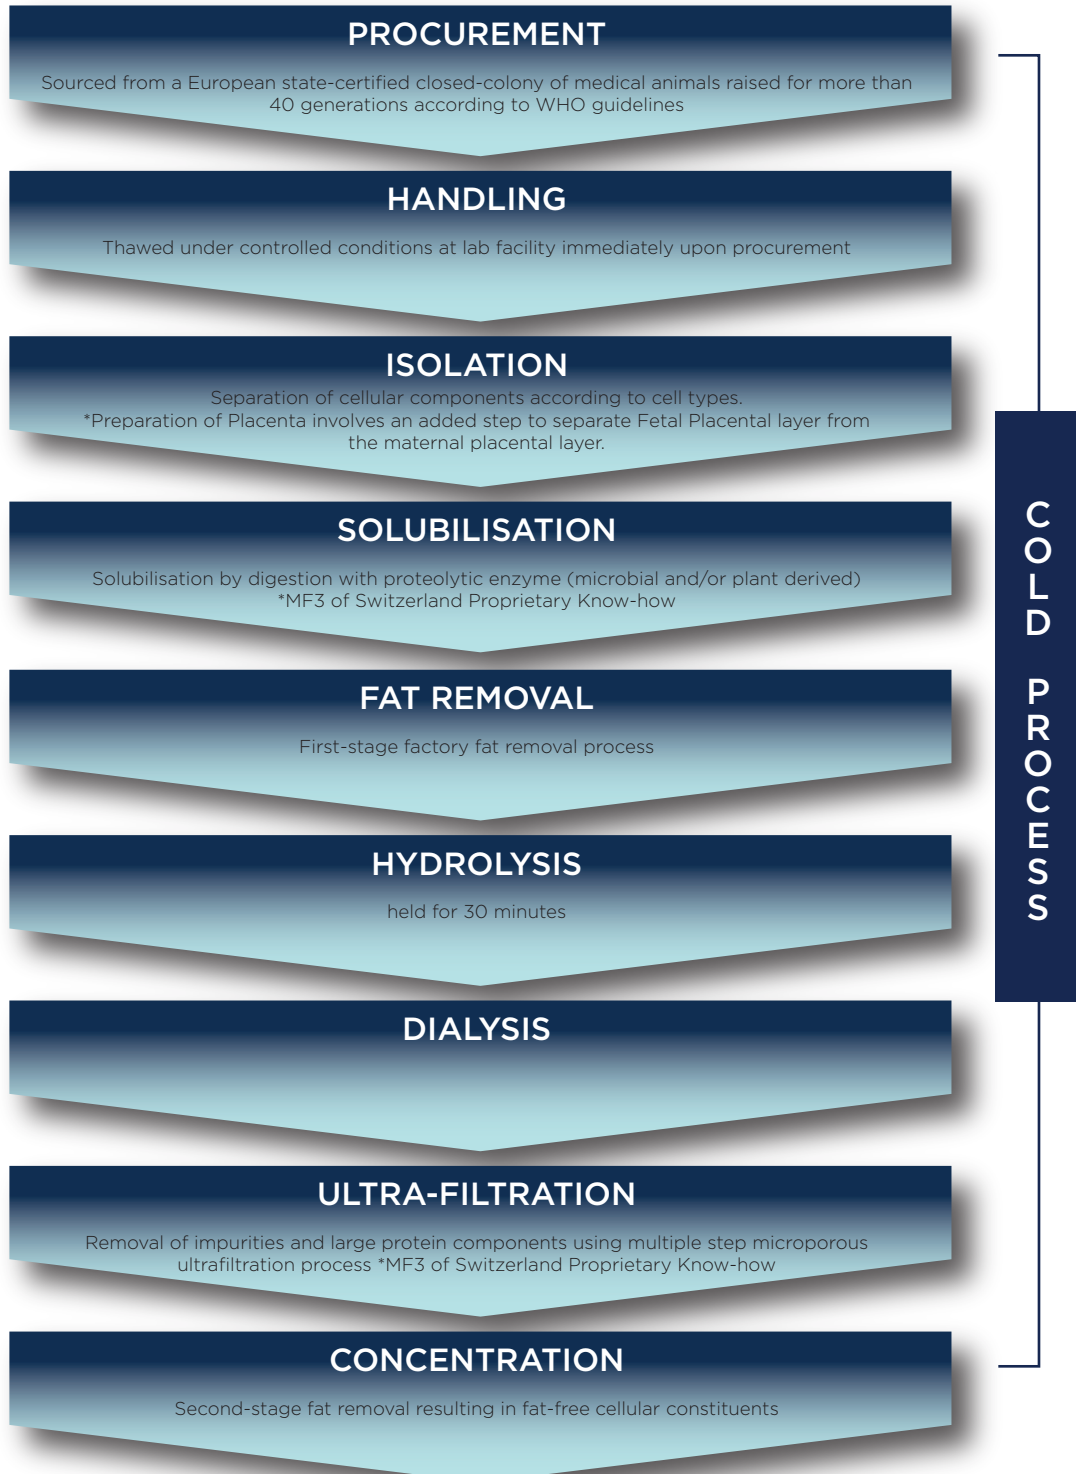 PROCUREMENT
Sourced from a European state-certified closed-colony of medical animals raised for more than
40 generations according to WHO guidelines
HANDLING
Thawed under controlled conditions at lab facility immediately upon procurement
ISOLATION
Separation of cellular components according to cell types.
*Preparation of Placenta involves an added step to separate Fetal Placental layer from
the maternal placental layer.
SOLUBILISATION
Solubilisation by digestion with proteolytic enzyme (microbial and/or plant derived)
*MF3 of Switzerland Proprietary Know-how
FAT REMOVAL
First-stage factory fat removal process
HYDROLYSIS
held for 30 minutes
DIALYSIS
ULTRA-FILTRATION
Removal of impurities and large protein components using multiple step microporous
ultrafiltration process *MF3 of Switzerland Proprietary Know-how
CONCENTRATION
Second-stage fat removal resulting in fat-free cellular constituents
COLD PROCESS